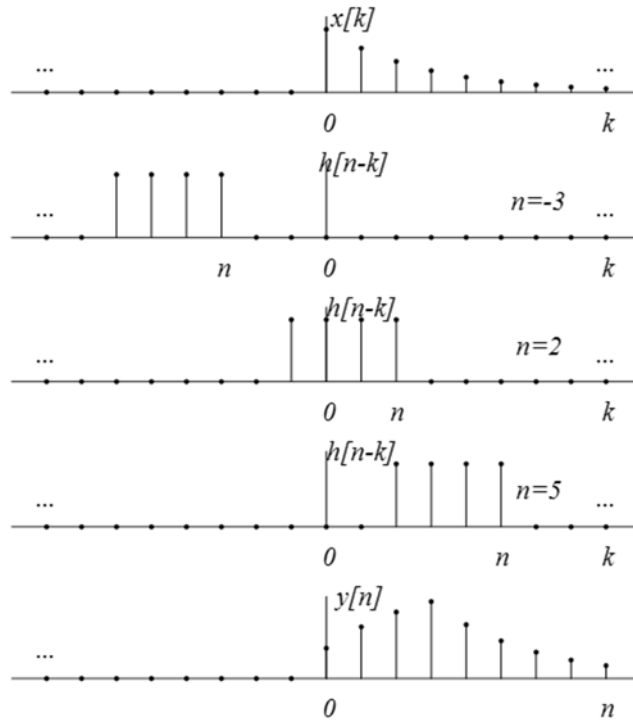 x[k]
... ...
0 k
h[n-k]
... n=-3 ...
n 0 k
h[n-k]
... n=2 ...
0 n k
h[n-k]
... n=5 ...
0 n k
y[n]
...
0 n